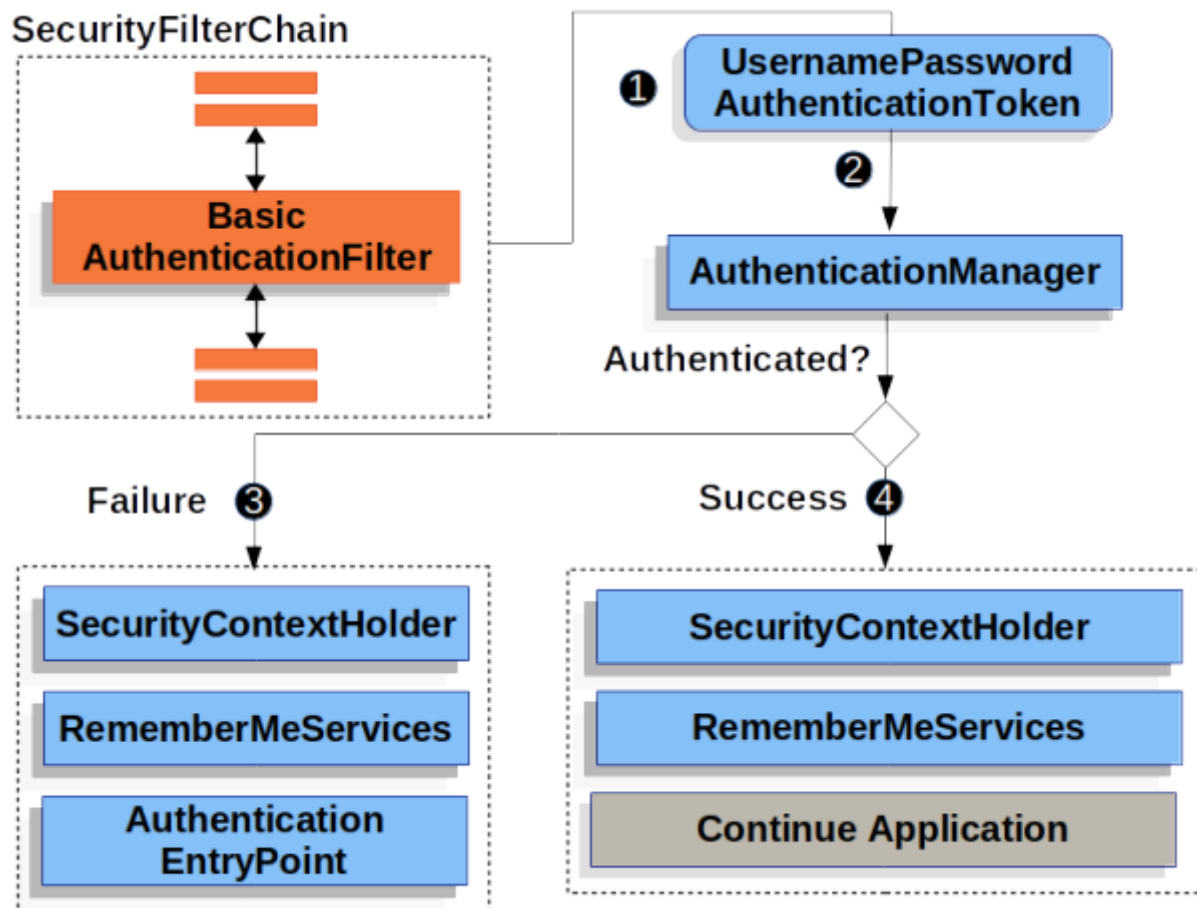 SecurityFilterChain
Basic
AuthenticationFilter
1
UsernamePassword
AuthenticationToken
2
AuthenticationManager
Authenticated?
Failure 3
SecurityContextHolder
RememberMeServices
Authentication
EntryPoint
Success 4
SecurityContextHolder
RememberMeServices
Continue Application